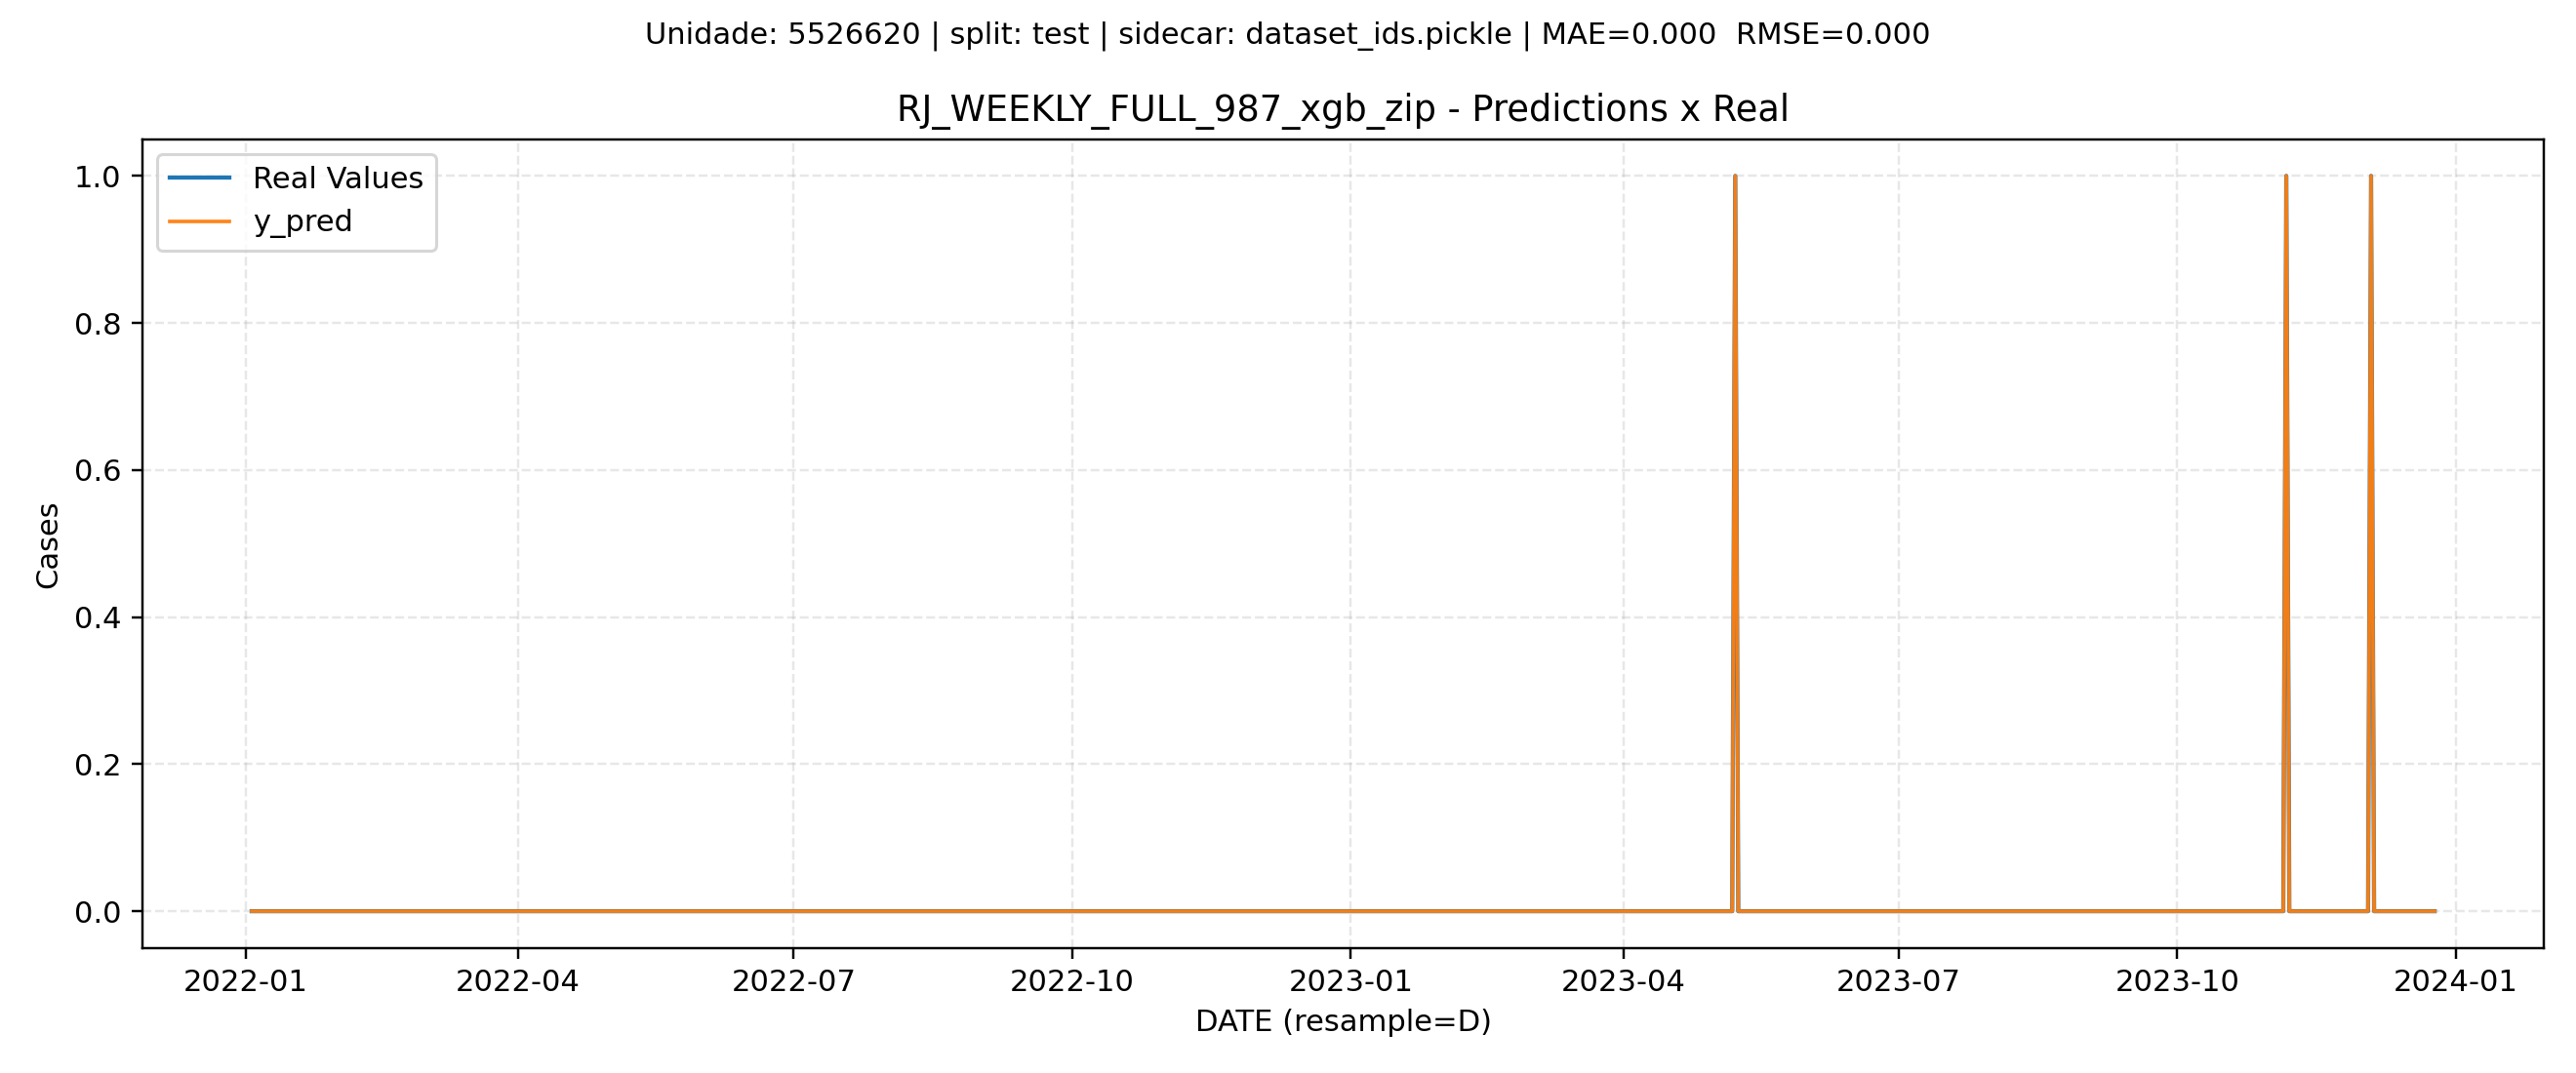 Unidade: 5526620 | split: test | sidecar: dataset_ids.pickle | MAE=0.000  RMSE=0.000
RJ_WEEKLY_FULL_987_xgb_zip - Predictions x Real
Real Values
y_pred
Cases
1.0
0.8
0.6
0.4
0.2
0.0
2022-01 2022-04 2022-07 2022-10 2023-01 2023-04 2023-07 2023-10 2024-01
DATE (resample=D)